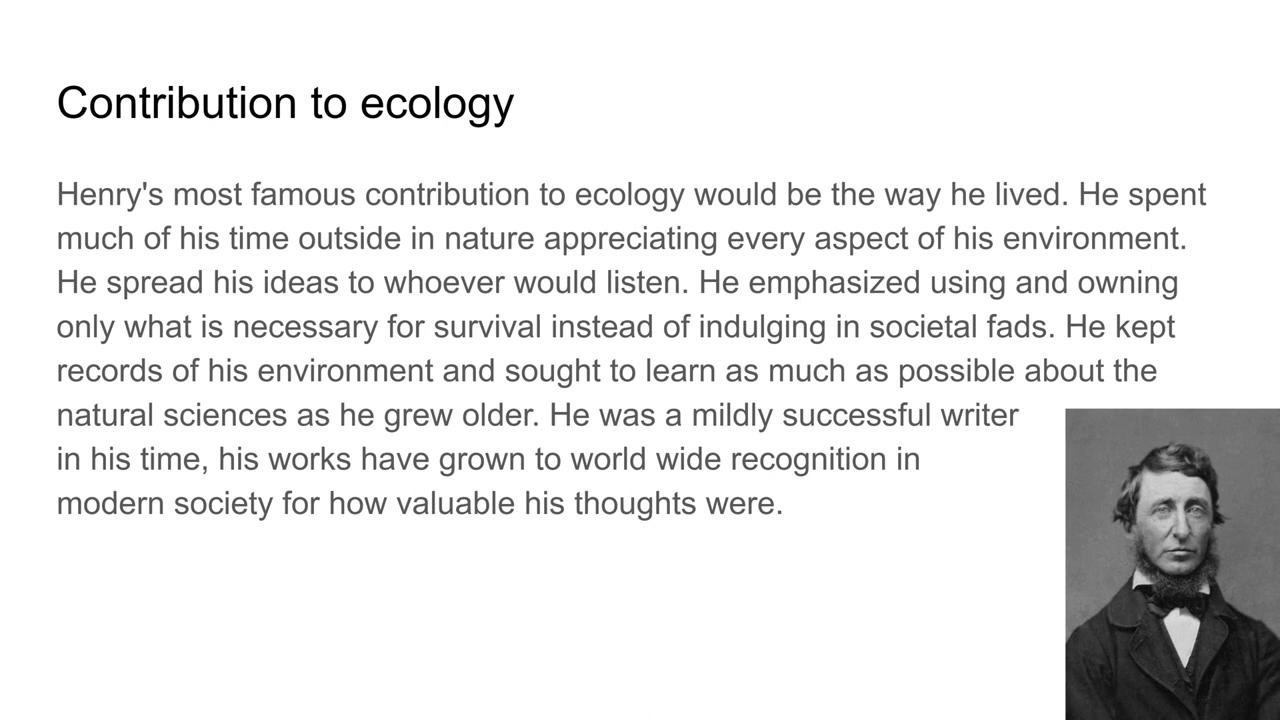 Contribution to ecology
Henry's most famous contribution to ecology would be the way he lived. He spent
much of his time outside in nature appreciating every aspect of his environment.
He spread his ideas to whoever would listen. He emphasized using and owning
only what is necessary for survival instead of indulging in societal fads. He kept
records of his environment and sought to learn as much as possible about the
natural sciences as he grew older. He was a mildly successful writer
in his time, his works have grown to world wide recognition in
modern society for how valuable his thoughts were.